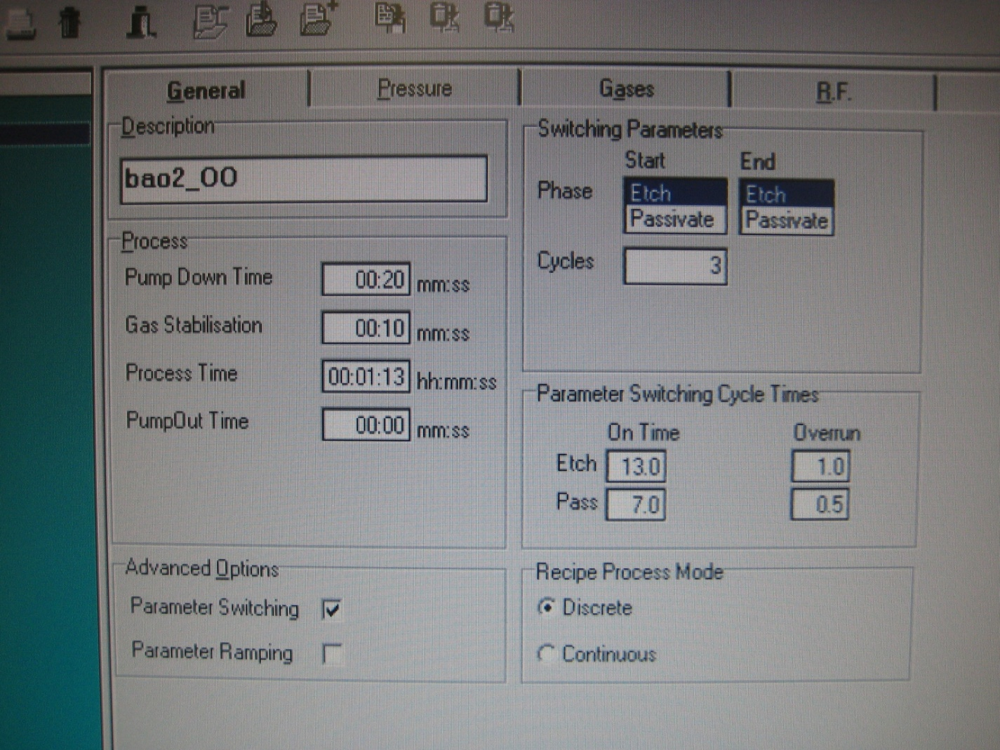 General
Pressure
Gases
R.F.
Description
bao2_OO
Process
Pump Down Time 00:20 mm:ss
Gas Stabilisation 00:10 mm:ss
Process Time 00:01:13 hh:mm:ss
PumpOut Time 00:00 mm:ss
Advanced Options
Parameter Switching
Parameter Ramping
Switching Parameters
Start End
Phase Etch Etch
Passivate Passivate
Cycles 3
Parameter Switching Cycle Times
On Time Overrun
Etch 13.0 1.0
Pass 7.0 0.5
Recipe Process Mode
Discrete
Continuous